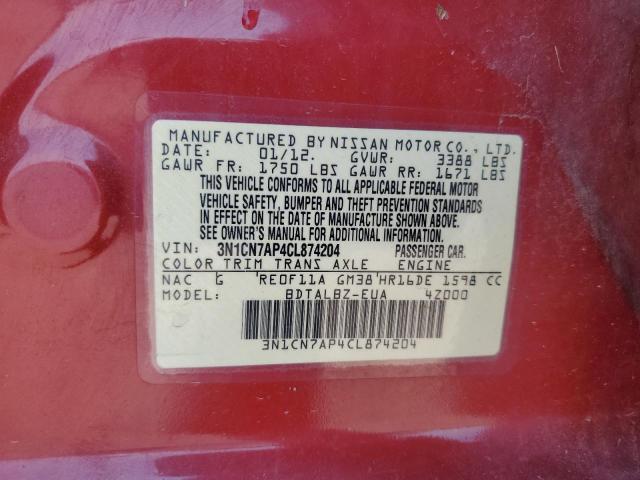 MANUFACTURED BY NISSAN MOTOR CO., LTD.
DATE: 01/12. GVWR: 3388 LBS
GAWR FR: 1750 LBS GAWR RR: 1671 LBS
THIS VEHICLE CONFORMS TO ALL APPLICABLE FEDERAL MOTOR
VEHICLE SAFETY, BUMPER AND THEFT PREVENTION STANDARDS
IN EFFECT ON THE DATE OF MANUFACTURE SHOWN ABOVE.
SEE OWNER'S MANUAL FOR ADDITIONAL INFORMATION.
VIN: 3N1CN7AP4CL874204 PASSENGER CAR.
COLOR TRIM TRANS AXLE ENGINE
NAC G RE0F11A GM38 HR16DE 1598 CC
MODEL: BDTALBZ-EUA 4Z000
3N1CN7AP4CL874204